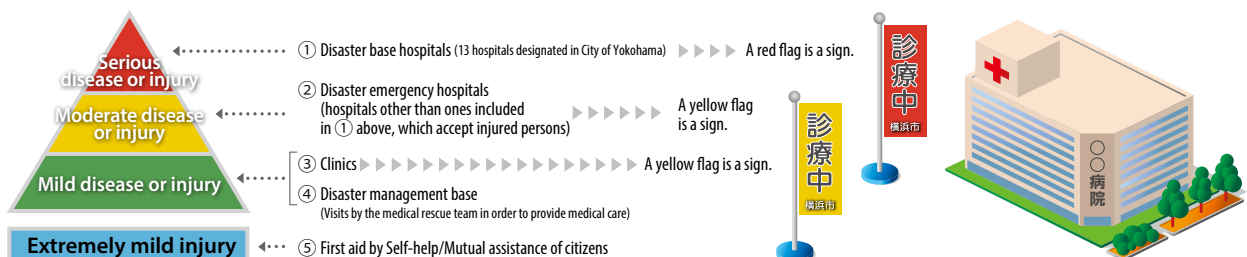 Serious
disease or injury
Moderate disease
or injury
Mild disease or injury
Extremely mild injury
① Disaster base hospitals (13 hospitals designated in City of Yokohama) ▶▶▶▶ A red flag is a sign.
② Disaster emergency hospitals
(hospitals other than ones included
in ① above, which accept injured persons) ▶▶▶▶▶▶
A yellow flag
is a sign.
③ Clinics ▶▶▶▶▶▶▶▶▶▶▶▶▶▶▶▶▶ A yellow flag is a sign.
④ Disaster management base
(Visits by the medical rescue team in order to provide medical care)
⑤ First aid by Self-help/Mutual assistance of citizens
診療中
横浜市
診療中
横浜市
〇〇病院